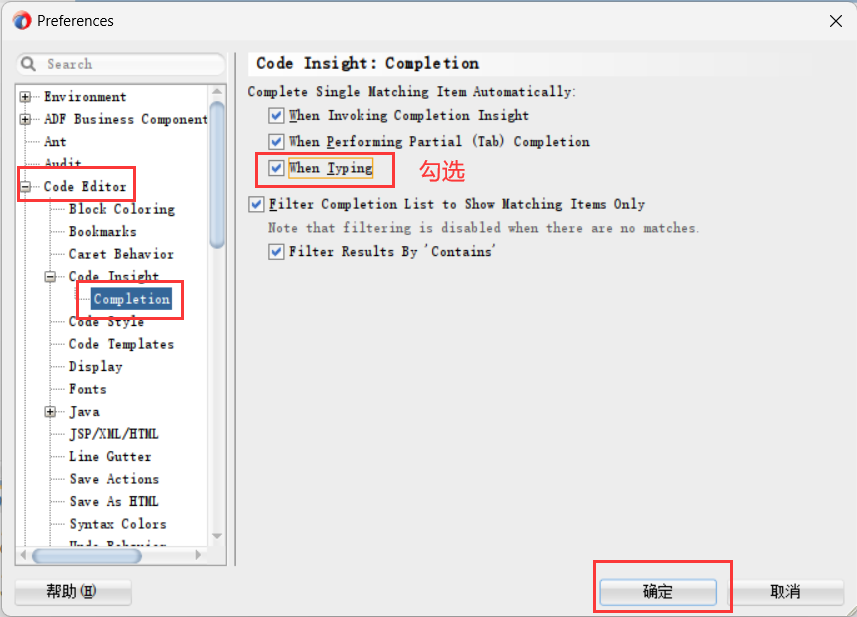 Preferences
Search
Environment
ADF Business Component
Ant
Audit
Code Editor
Block Coloring
Bookmarks
Caret Behavior
Code Insight
Completion
Code Style
Code Templates
Display
Fonts
Java
JSP/XML/HTML
Line Gutter
Save Actions
Save As HTML
Syntax Colors
Undo Behavior
Code Insight: Completion
Complete Single Matching Item Automatically:
When Invoking Completion Insight
When Performing Partial (Tab) Completion
When Typing
勾选
Filter Completion List to Show Matching Items Only
Note that filtering is disabled when there are no matches.
Filter Results By 'Contains'
帮助(H)
确定
取消